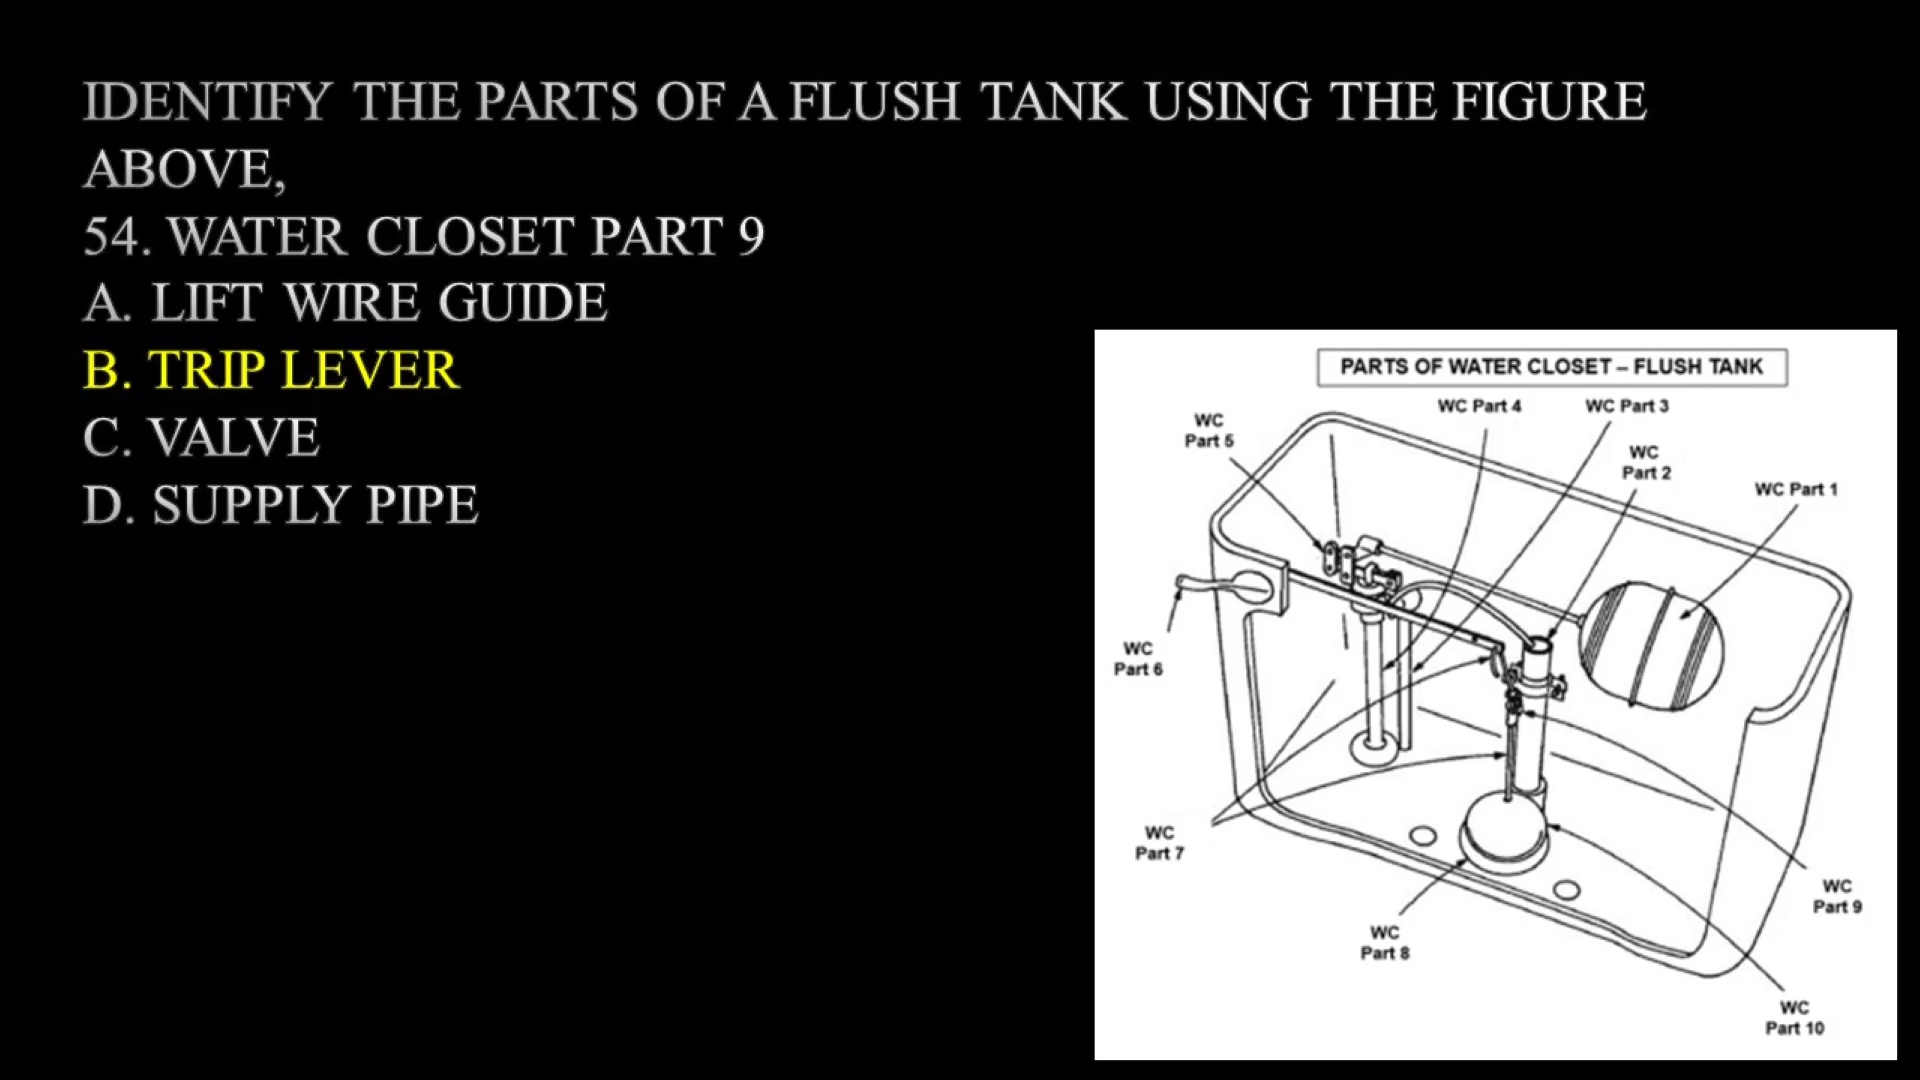 IDENTIFY THE PARTS OF A FLUSH TANK USING THE FIGURE
ABOVE,
54. WATER CLOSET PART 9
A. LIFT WIRE GUIDE
B. TRIP LEVER
C. VALVE
D. SUPPLY PIPE
PARTS OF WATER CLOSET – FLUSH TANK
WC Part 4
WC Part 3
WC
Part 5
WC
Part 2
WC Part 1
WC
Part 6
WC
Part 7
WC
Part 9
WC
Part 8
WC
Part 10